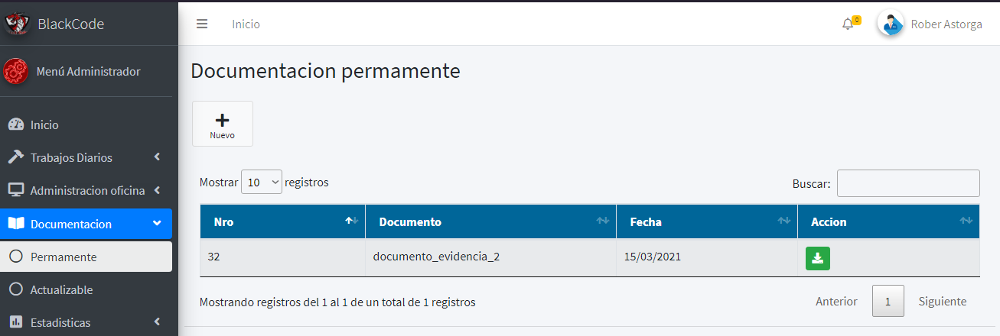 BlackCode
Inicio
0
Rober Astorga
Menú Administrador
Inicio
Trabajos Diarios
Administracion oficina
Documentacion
Permamente
Actualizable
Estadisticas
Documentacion permamente
Nuevo
Mostrar 10 registros
Buscar:
Nro Documento Fecha Accion
32 documento_evidencia_2 15/03/2021
Mostrando registros del 1 al 1 de un total de 1 registros
Anterior 1 Siguiente